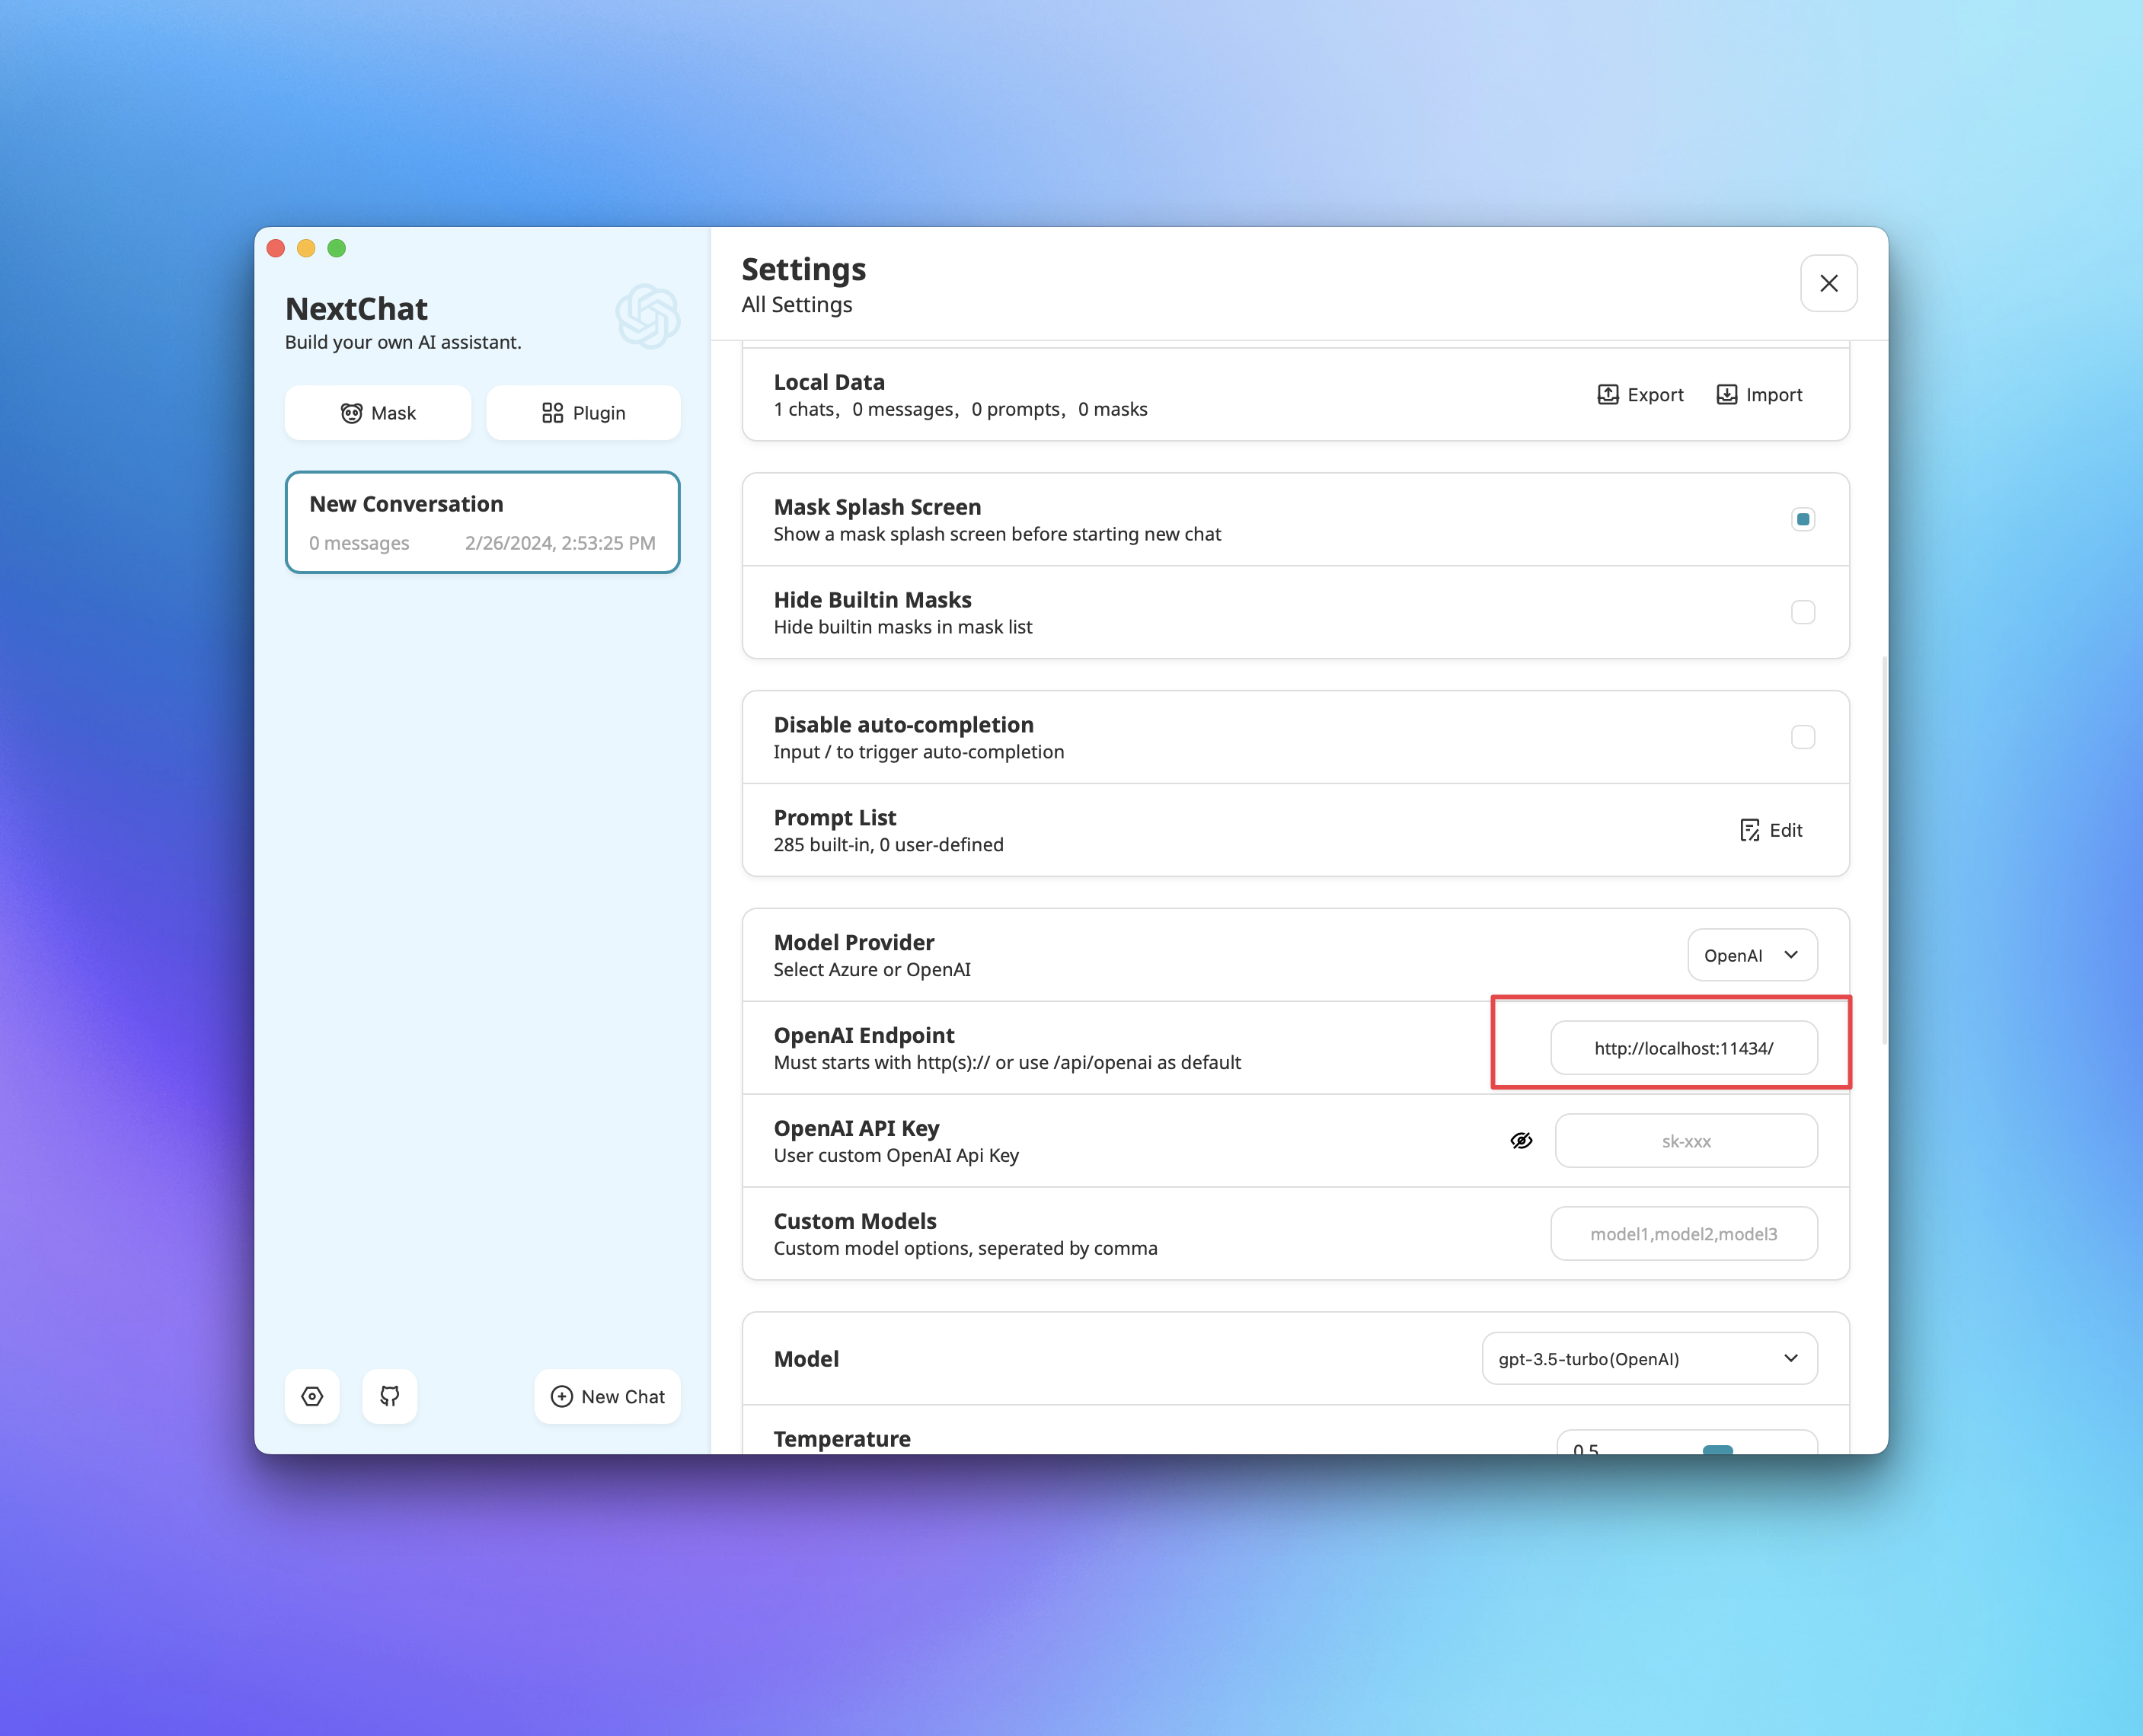 NextChat
Build your own AI assistant.
Mask
Plugin
New Conversation
0 messages 2/26/2024, 2:53:25 PM
New Chat
Settings
All Settings
Local Data
1 chats，0 messages，0 prompts，0 masks
Export
Import
Mask Splash Screen
Show a mask splash screen before starting new chat
Hide Builtin Masks
Hide builtin masks in mask list
Disable auto-completion
Input / to trigger auto-completion
Prompt List
285 built-in, 0 user-defined
Edit
Model Provider
Select Azure or OpenAI
OpenAI
OpenAI Endpoint
Must starts with http(s):// or use /api/openai as default
http://localhost:11434/
OpenAI API Key
User custom OpenAI Api Key
sk-xxx
Custom Models
Custom model options, seperated by comma
model1,model2,model3
Model
gpt-3.5-turbo(OpenAI)
Temperature
0.5